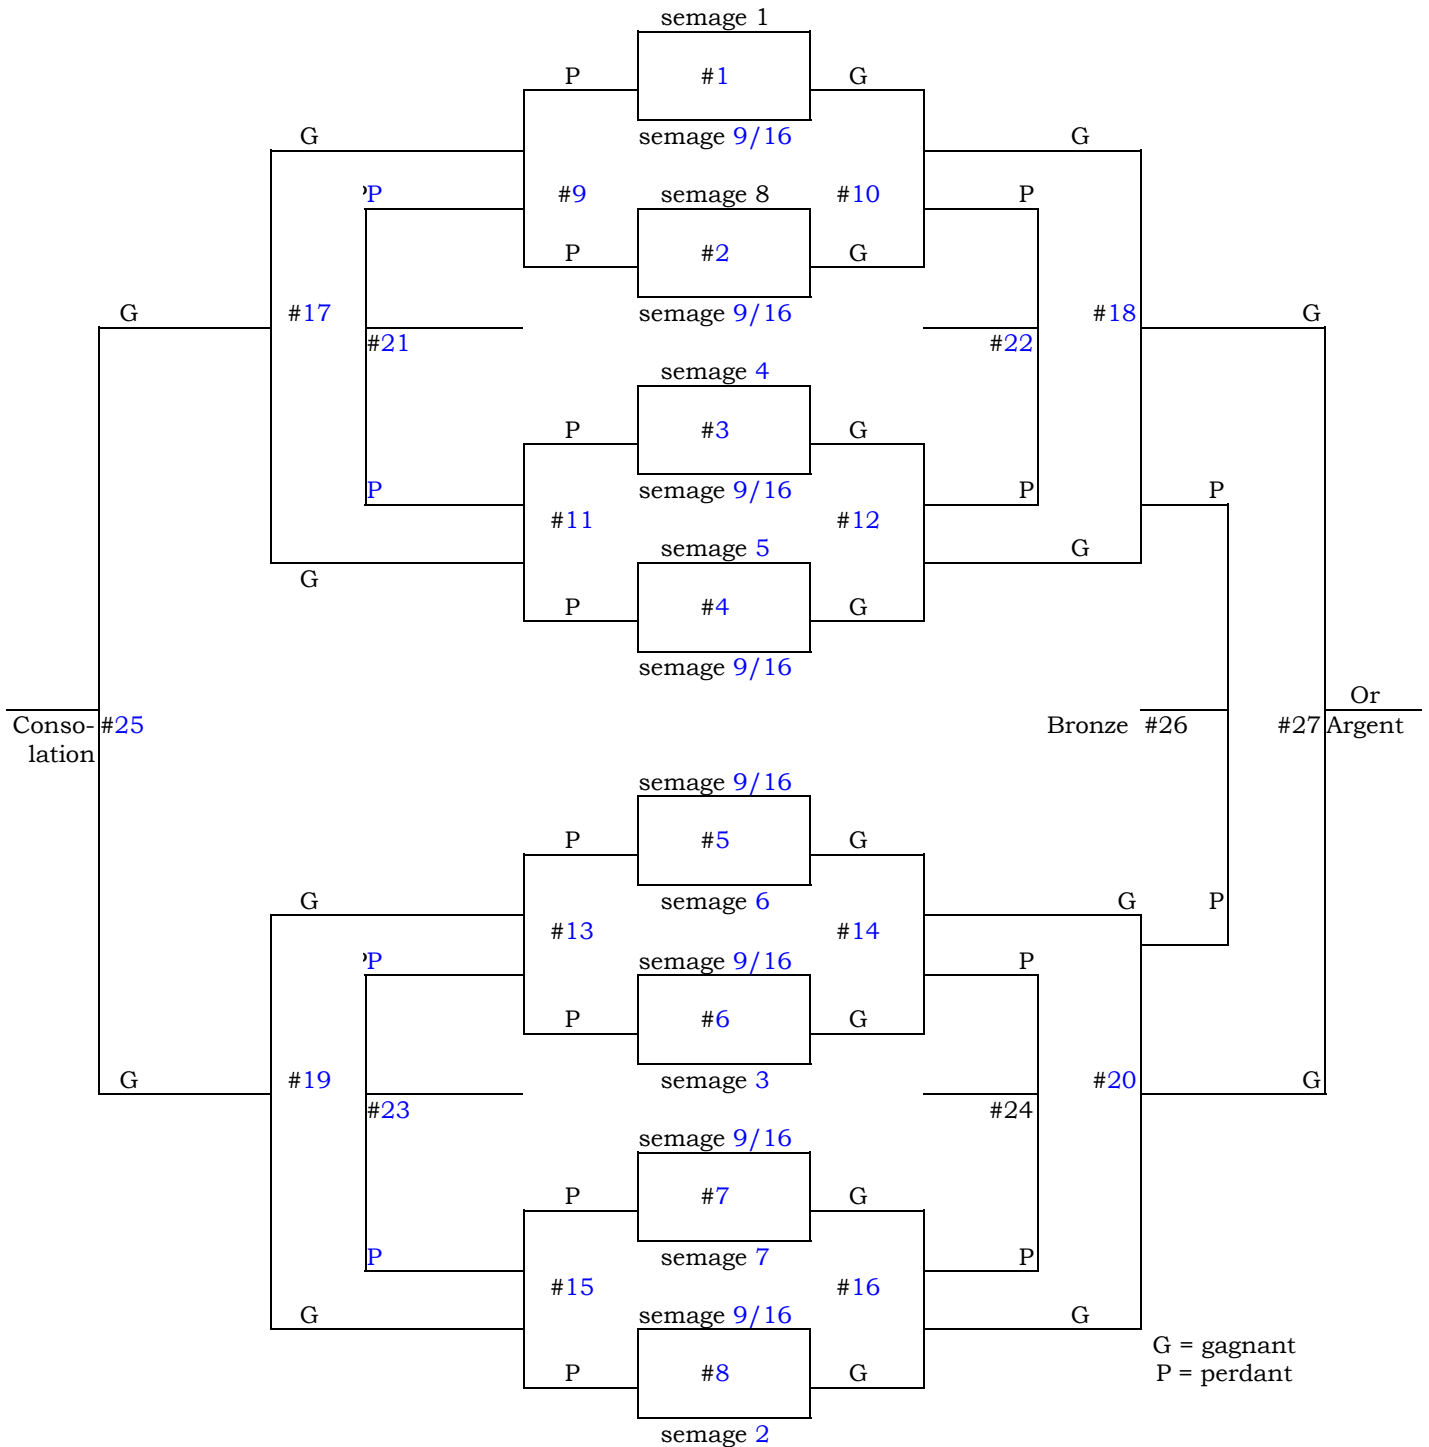 semage 1
P #1 G
G semage 9/16 G
P #9 semage 8 #10 P
P #2 G
G #17 semage 9/16 #18 G
#21 #22
semage 4
P #3 G
P semage 9/16 P P
#11 #12
semage 5 G
G
P #4 G
semage 9/16
Or
Conso- #25 Bronze #26 #27 Argent
lation
semage 9/16
P #5 G
G semage 6 G P
#13 #14
P semage 9/16 P
P #6 G
G #19 semage 3 #20 G
#23 #24
semage 9/16
P #7 G
P semage 7 P
#15 #16
G semage 9/16 G
G = gagnant
P #8 G P = perdant
semage 2